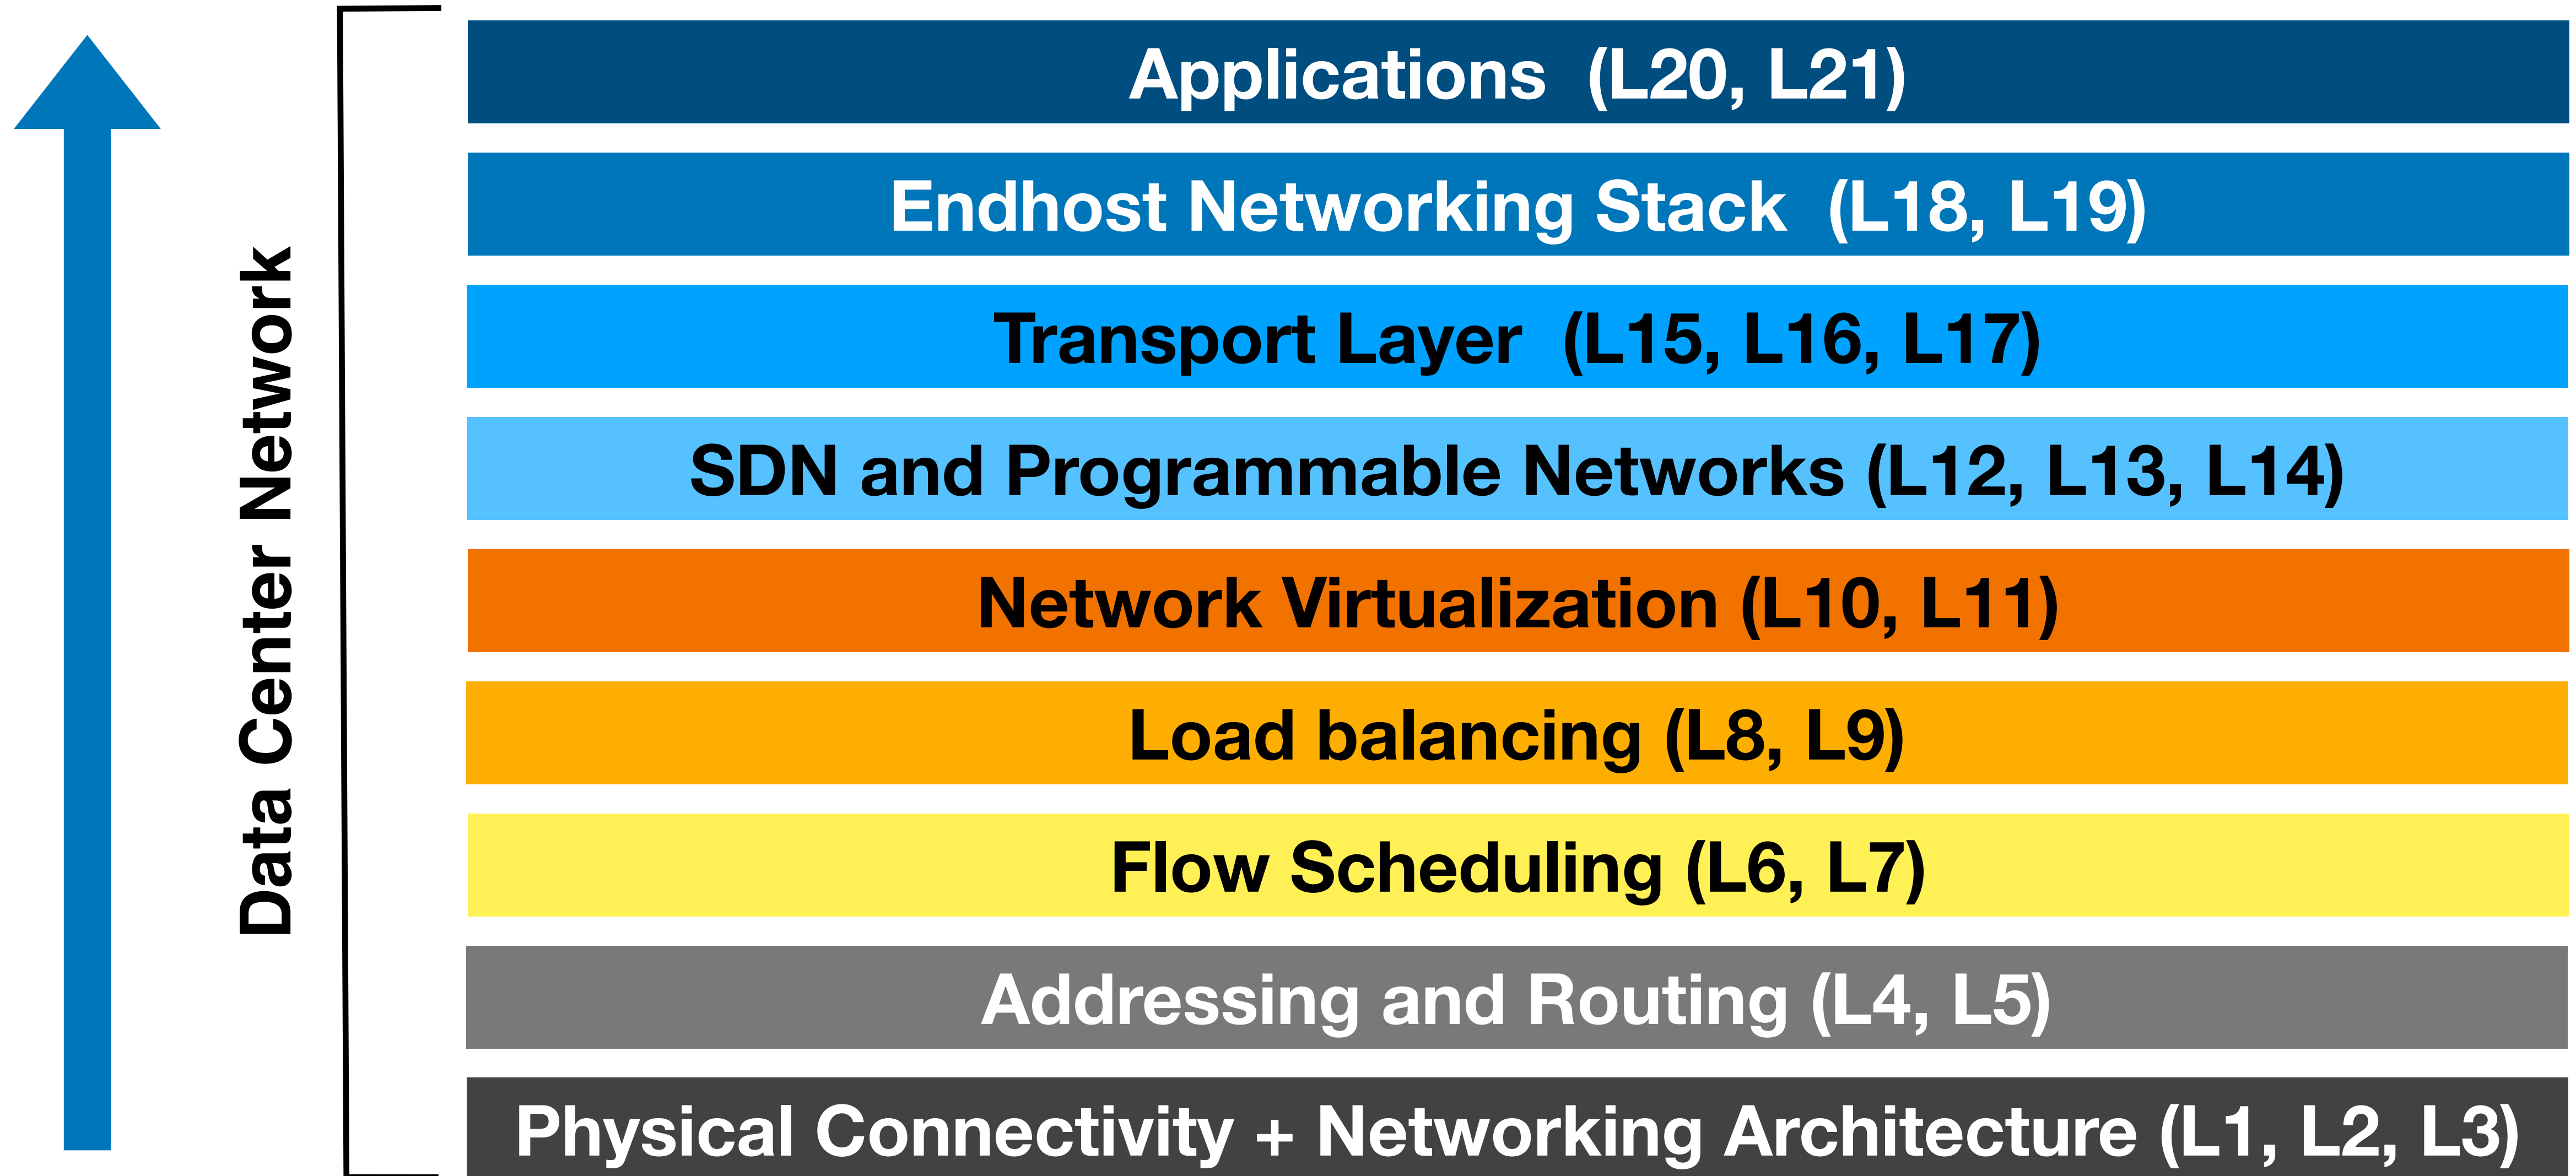 Data Center Network
Applications  (L20, L21)
Endhost Networking Stack  (L18, L19)
Transport Layer  (L15, L16, L17)
SDN and Programmable Networks (L12, L13, L14)
Network Virtualization (L10, L11)
Load balancing (L8, L9)
Flow Scheduling (L6, L7)
Addressing and Routing (L4, L5)
Physical Connectivity + Networking Architecture (L1, L2, L3)